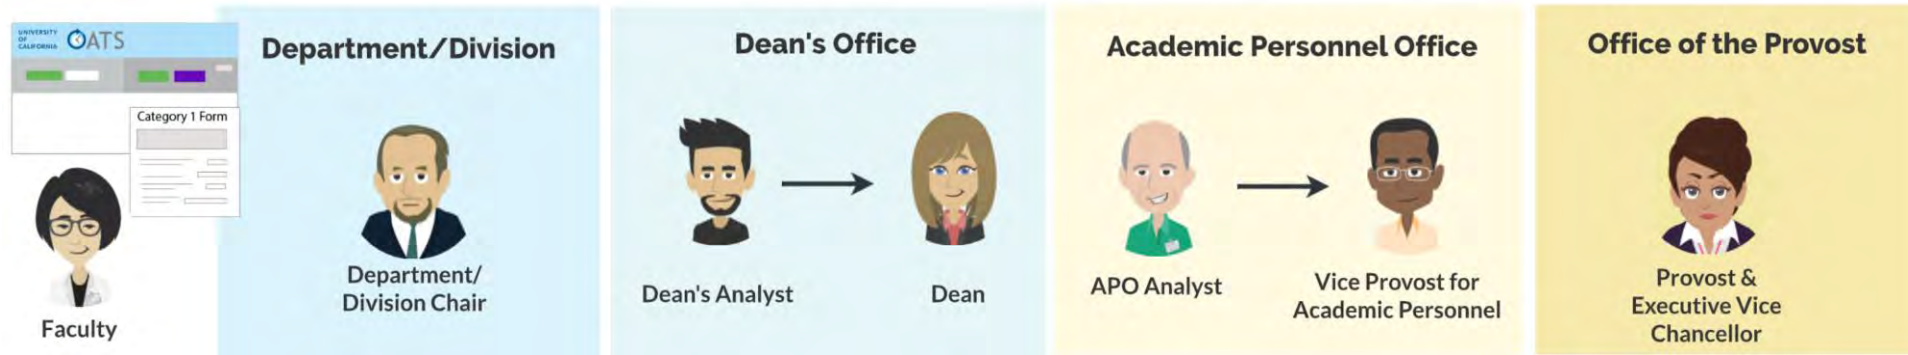 UNIVERSITY
OF
CALIFORNIA
OATS
Category 1 Form
Faculty
Department/Division
Department/
Division Chair
Dean's Office
Dean's Analyst
Dean
Academic Personnel Office
APO Analyst
Vice Provost for
Academic Personnel
Office of the Provost
Provost &
Executive Vice
Chancellor